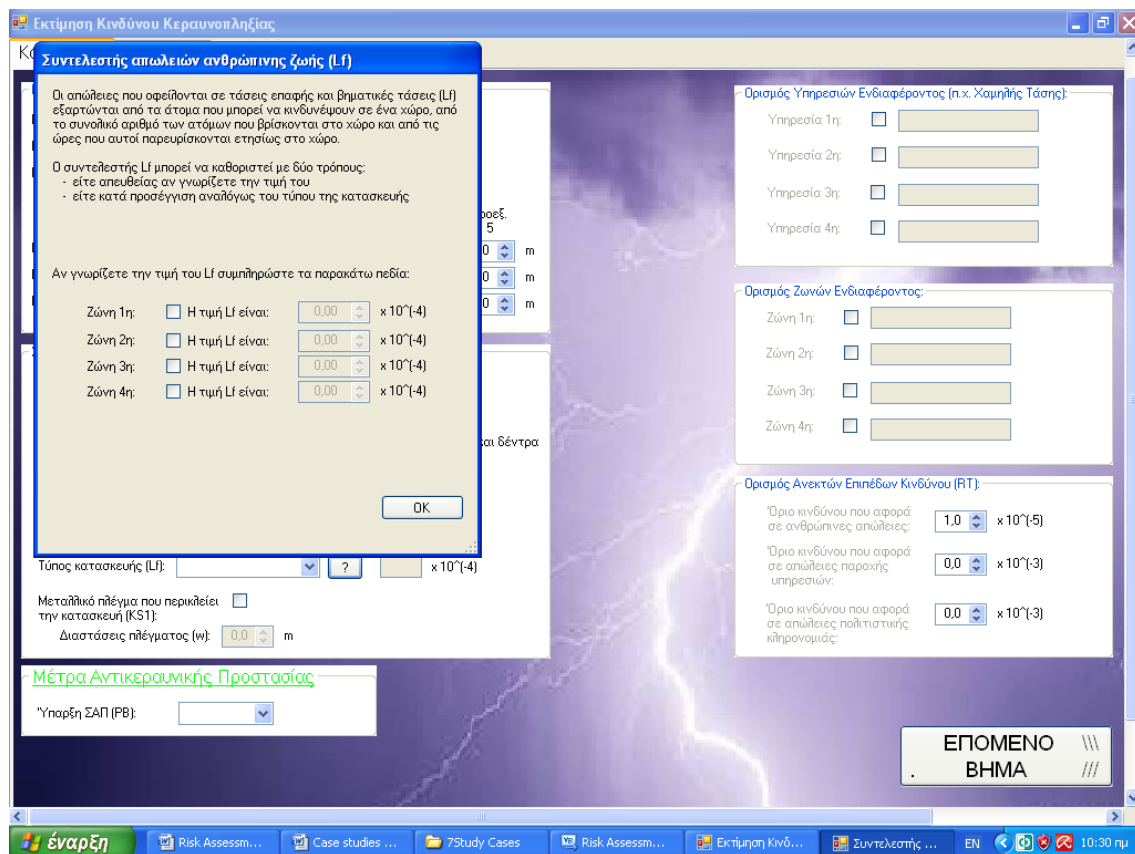 Εκτίμηση Κινδύνου Κεραυνοπληξίας
Συντελεστής απωλειών ανθρώπινης ζωής (Lf)
Οι απώλειες που οφείλονται σε τάσεις επαφής και βηματικές τάσεις (Lf)
εξαρτώνται από τα άτομα που μπορεί να κινδυνέψουν σε ένα χώρο, από
το συνολικό αριθμό των ατόμων που βρίσκονται στο χώρο και από τις
ώρες που αυτοί παρευρίσκονται ετησίως στο χώρο.
Ο συντελεστής Lf μπορεί να καθοριστεί με δύο τρόπους:
- είτε απευθείας αν γνωρίζετε την τιμή του
- είτε κατά προσέγγιση αναλόγως του τύπου της κατασκευής
Αν γνωρίζετε την τιμή του Lf συμπληρώστε τα παρακάτω πεδία:
Ζώνη 1η: Η τιμή Lf είναι: 0,00 x 10^(-4)
Ζώνη 2η: Η τιμή Lf είναι: 0,00 x 10^(-4)
Ζώνη 3η: Η τιμή Lf είναι: 0,00 x 10^(-4)
Ζώνη 4η: Η τιμή Lf είναι: 0,00 x 10^(-4)
OK
5
0 m
0 m
0 m
και δέντρα
Τύπος κατασκευής (Lf): ? x 10^(-4)
Μεταλλικό πλέγμα που περικλείει
την κατασκευή (KS1):
Διαστάσεις πλέγματος (w): 0,0 m
Μέτρα Αντικεραυνικής Προστασίας
Ύπαρξη ΣΑΠ (PB):
Ορισμός Υπηρεσιών Ενδιαφέροντος (π.χ. Χαμηλής Τάσης):
Υπηρεσία 1η:
Υπηρεσία 2η:
Υπηρεσία 3η:
Υπηρεσία 4η:
Ορισμός Ζωνών Ενδιαφέροντος:
Ζώνη 1η:
Ζώνη 2η:
Ζώνη 3η:
Ζώνη 4η:
Ορισμός Ανεκτών Επιπέδων Κινδύνου (RT):
Όριο κινδύνου που αφορά
σε ανθρώπινες απώλειες: 1,0 x 10^(-5)
Όριο κινδύνου που αφορά
σε απώλειες παροχής 0,0 x 10^(-3)
υπηρεσιών:
Όριο κινδύνου που αφορά
σε απώλειες πολιτιστικής 0,0 x 10^(-3)
κληρονομιάς:
ΕΠΟΜΕΝΟ \\\
. ΒΗΜΑ ///
έναρξη Risk Assessm... Case studies ... 7Study Cases Risk Assessm... Εκτίμηση Κινδ... Συντελεστής ... EN 10:30 πμ